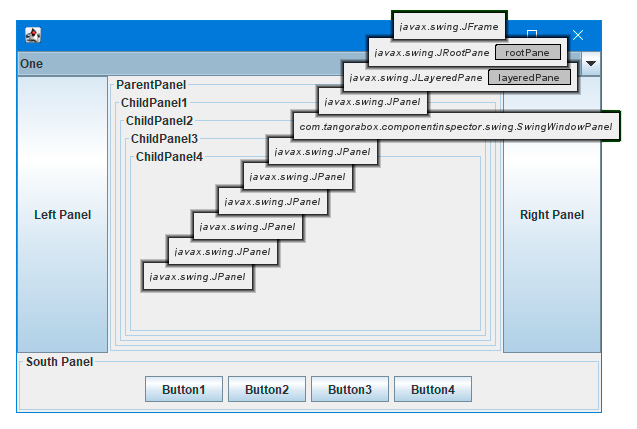 javax.swing.JFrame
javax.swing.JRootPane rootPane
One
javax.swing.JLayeredPane layeredPane
ParentPanel
ChildPanel1
javax.swing.JPanel
ChildPanel2
com.tangorabox.componentinspector.swing.SwingWindowPanel
ChildPanel3
ChildPanel4
javax.swing.JPanel
javax.swing.JPanel
javax.swing.JPanel
Left Panel
Right Panel
javax.swing.JPanel
javax.swing.JPanel
javax.swing.JPanel
South Panel
Button1 Button2 Button3 Button4